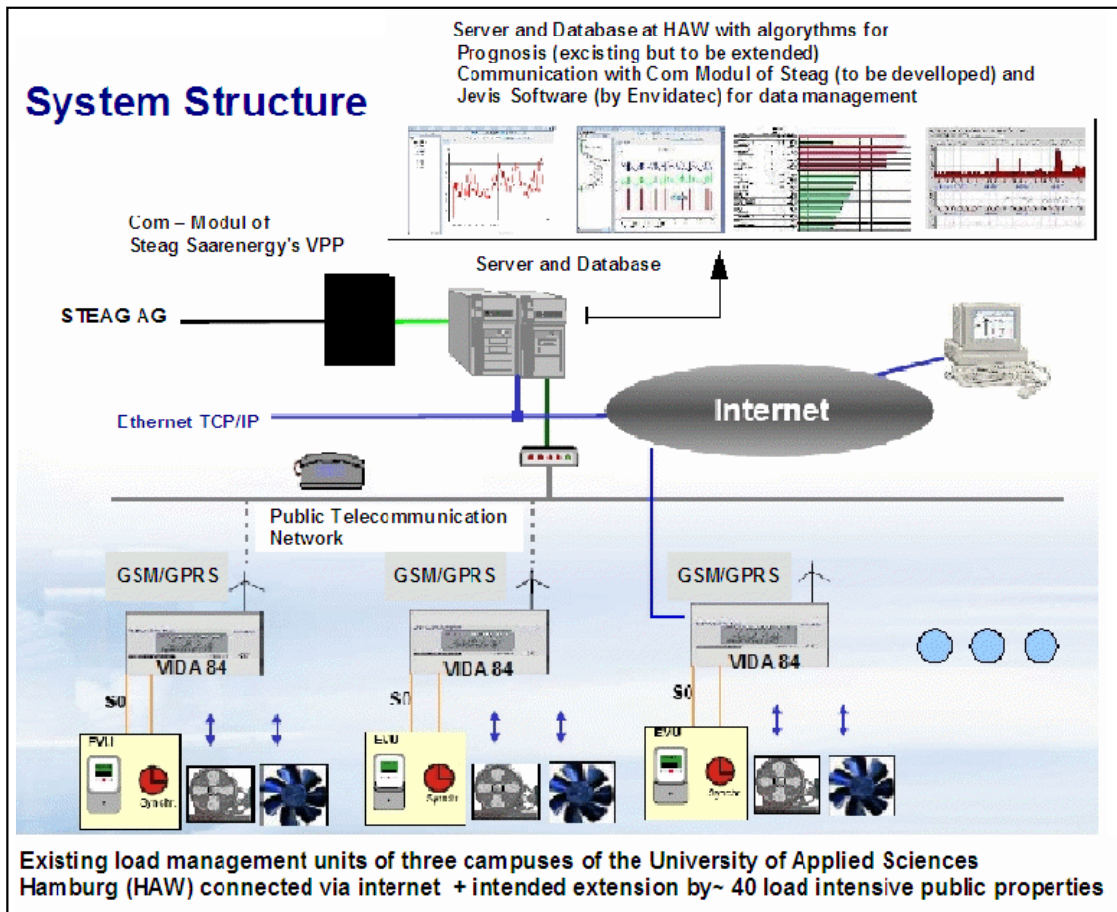 Server and Database at HAW with algorythms for
Prognosis (excisting but to be extended)
Communication with Com Modul of Steag (to be develloped) and
Jevis Software (by Envidatec) for data management
System Structure
Com – Modul of
Steag Saarenergy's VPP
Server and Database
STEAG AG
Internet
Ethernet TCP/IP
Public Telecommunication
Network
GSM/GPRS
GSM/GPRS
GSM/GPRS
VIDA 84
VIDA 84
VIDA 84
S0
S0
S0
EVU
EVU
EVU
Synchr.
Synchr.
Synchr.
Existing load management units of three campuses of the University of Applied Sciences
Hamburg (HAW) connected via internet + intended extension by~ 40 load intensive public properties